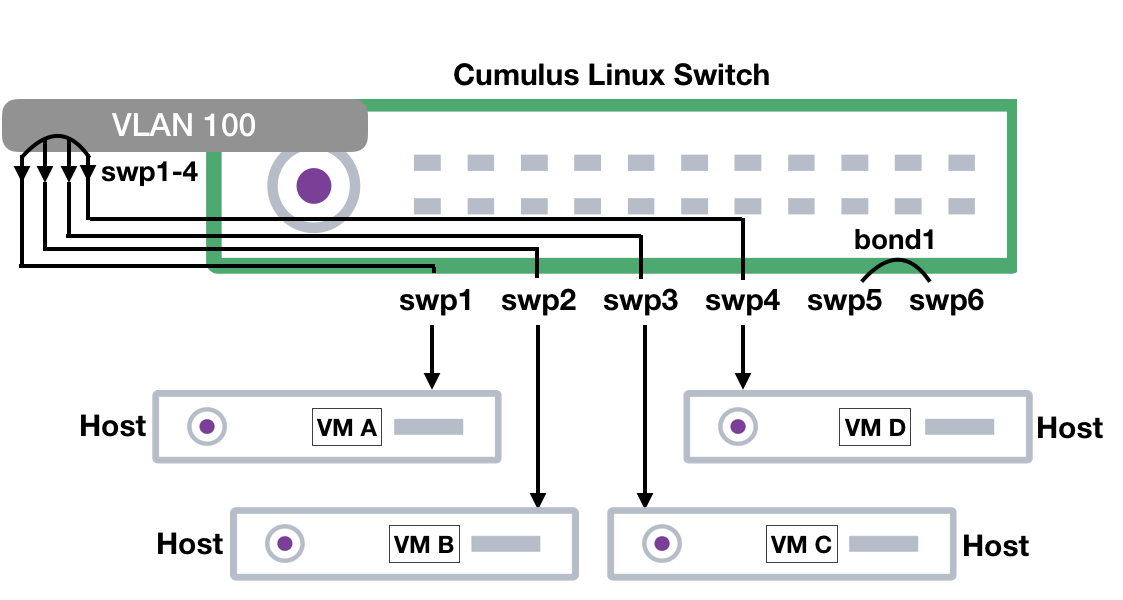 Cumulus Linux Switch
VLAN 100
swp1-4
bond1
swp1 swp2 swp3 swp4 swp5 swp6
Host VM A
VM D Host
Host VM B
VM C Host